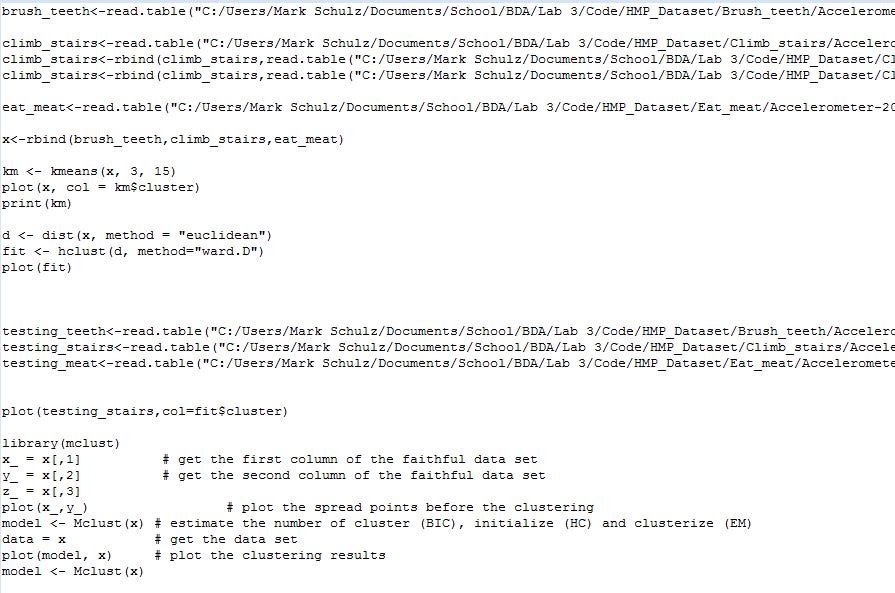 brush_teeth<-read.table("C:/Users/Mark Schulz/Documents/School/BDA/Lab 3/Code/HMP_Dataset/Brush_teeth/Accelerome
climb_stairs<-read.table("C:/Users/Mark Schulz/Documents/School/BDA/Lab 3/Code/HMP_Dataset/Climb_stairs/Accelero
climb_stairs<-rbind(climb_stairs,read.table("C:/Users/Mark Schulz/Documents/School/BDA/Lab 3/Code/HMP_Dataset/Cl
climb_stairs<-rbind(climb_stairs,read.table("C:/Users/Mark Schulz/Documents/School/BDA/Lab 3/Code/HMP_Dataset/Cl
eat_meat<-read.table("C:/Users/Mark Schulz/Documents/School/BDA/Lab 3/Code/HMP_Dataset/Eat_meat/Accelerometer-20
x<-rbind(brush_teeth,climb_stairs,eat_meat)
km <- kmeans(x, 3, 15)
plot(x, col = km$cluster)
print(km)
d <- dist(x, method = "euclidean")
fit <- hclust(d, method="ward.D")
plot(fit)
testing_teeth<-read.table("C:/Users/Mark Schulz/Documents/School/BDA/Lab 3/Code/HMP_Dataset/Brush_teeth/Accelero
testing_stairs<-read.table("C:/Users/Mark Schulz/Documents/School/BDA/Lab 3/Code/HMP_Dataset/Climb_stairs/Accele
testing_meat<-read.table("C:/Users/Mark Schulz/Documents/School/BDA/Lab 3/Code/HMP_Dataset/Eat_meat/Acceleromete
plot(testing_stairs,col=fit$cluster)
library(mclust)
x_ = x[,1] # get the first column of the faithful data set
y_ = x[,2] # get the second column of the faithful data set
z_ = x[,3]
plot(x_,y_) # plot the spread points before the clustering
model <- Mclust(x) # estimate the number of cluster (BIC), initialize (HC) and clusterize (EM)
data = x # get the data set
plot(model, x) # plot the clustering results
model <- Mclust(x)